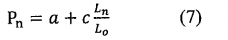 Pₙ = a + c Lₙ/Lₒ (7)